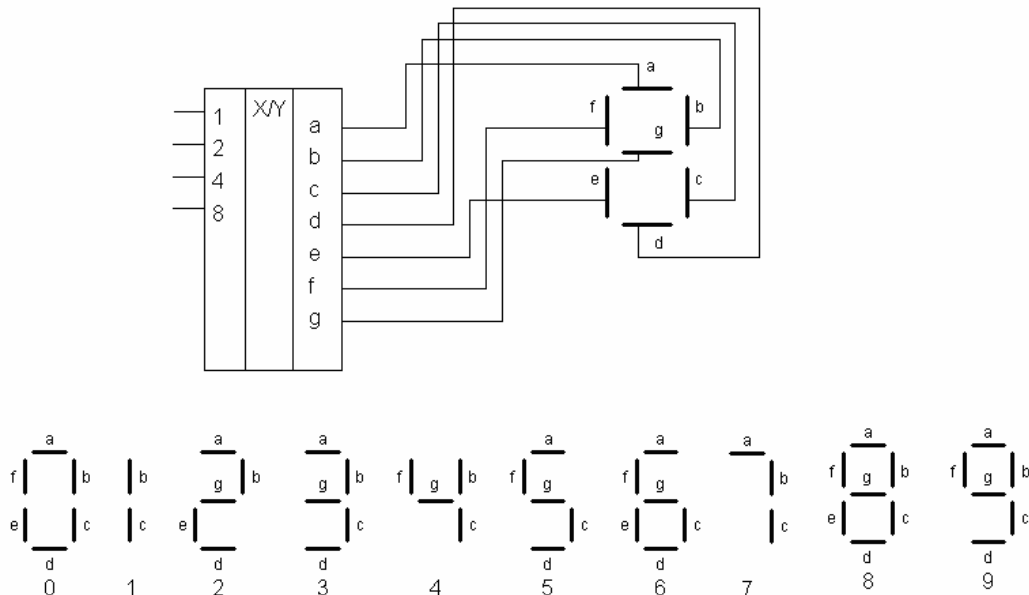 a
f b
g
e c
d
X/Y
1
2
4
8
a
b
c
d
e
f
g
a a a a a a a a
f b g b g b f g b f g f g b f g b f g b
e c c e c c c e c c e c c
d d d d d d d
0 1 2 3 4 5 6 7 8 9